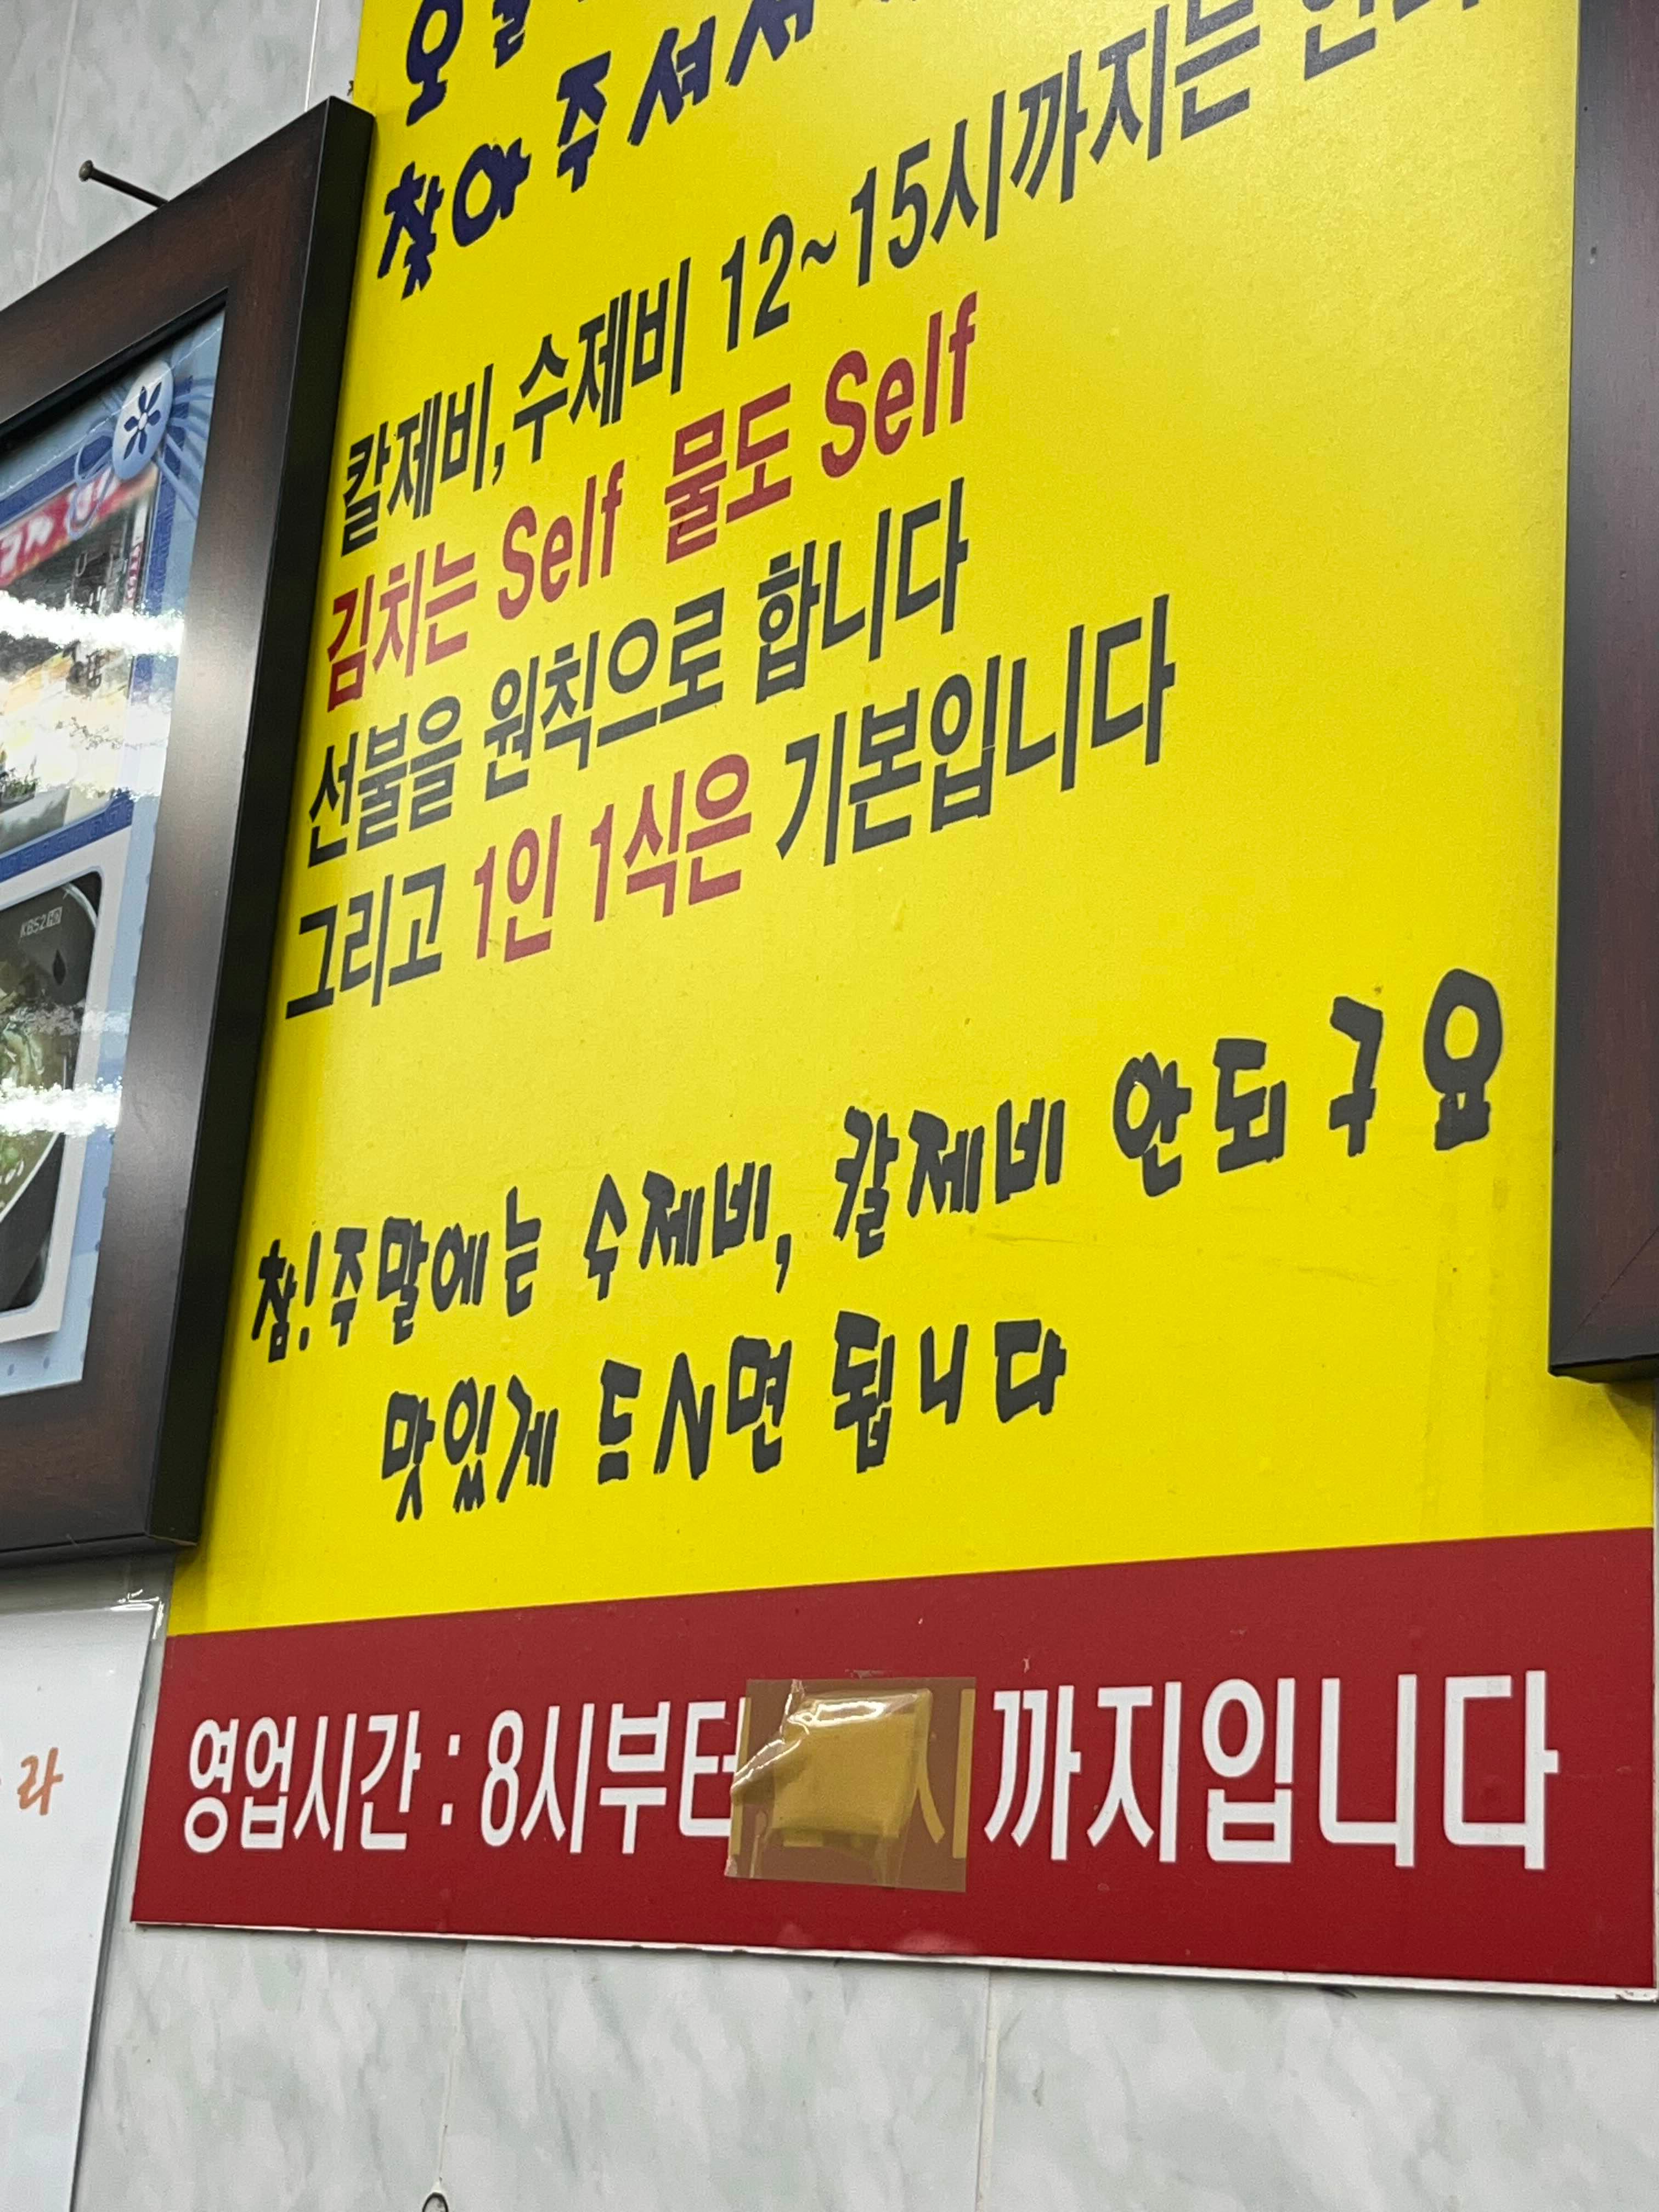 찾아 주셔서
칼제비,수제비 12~15시까지는
김치는 Self 물도 Self
선불을 원칙으로 합니다
그리고 1인 1식은 기본입니다
참! 주말에는 수제비, 칼제비 안되구요
맛있게 드시면 됩니다
영업시간 : 8시부터 시까지입니다
KBS2
라